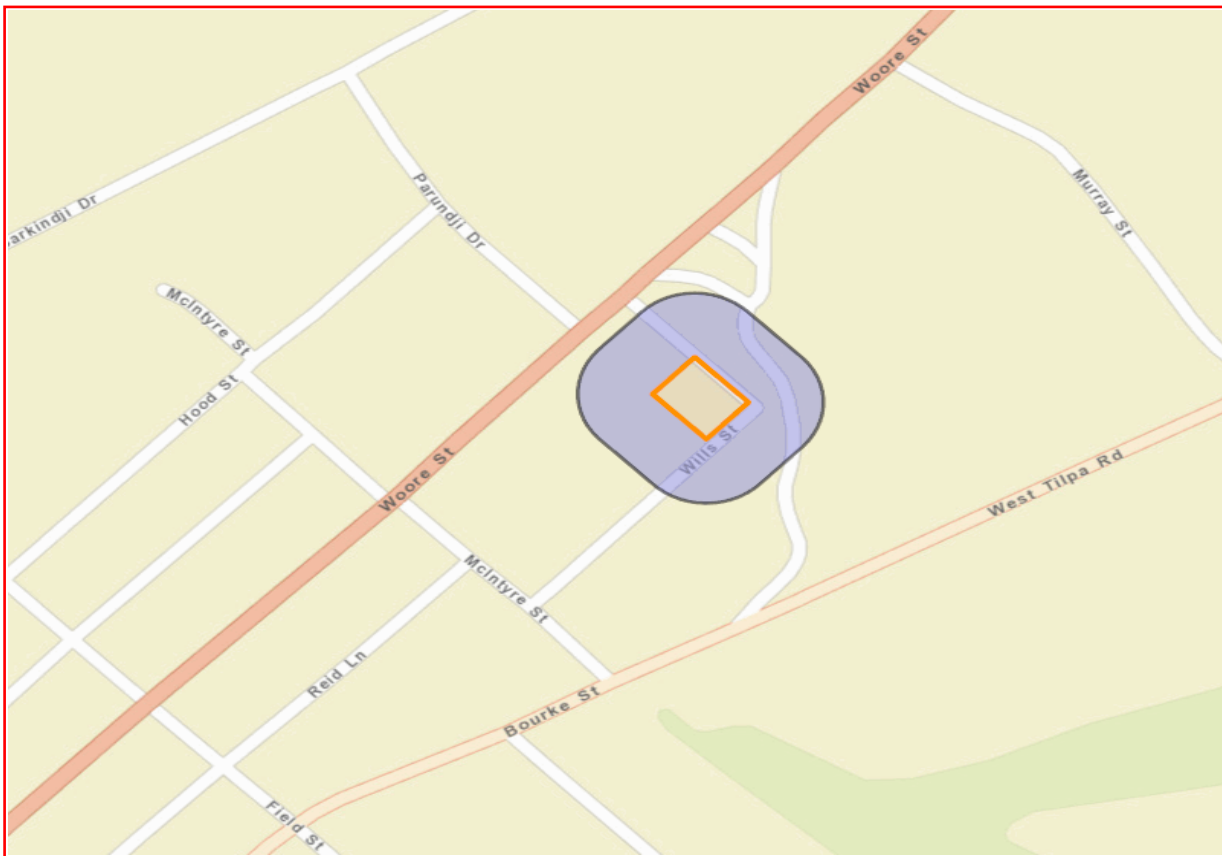 Woore St
Murray St
arkindji Dr
Parundji Dr
McIntyre St
Hood St
Woore St
Wills St
West Tilpa Rd
McIntyre St
Reid Ln
Bourke St
Field St